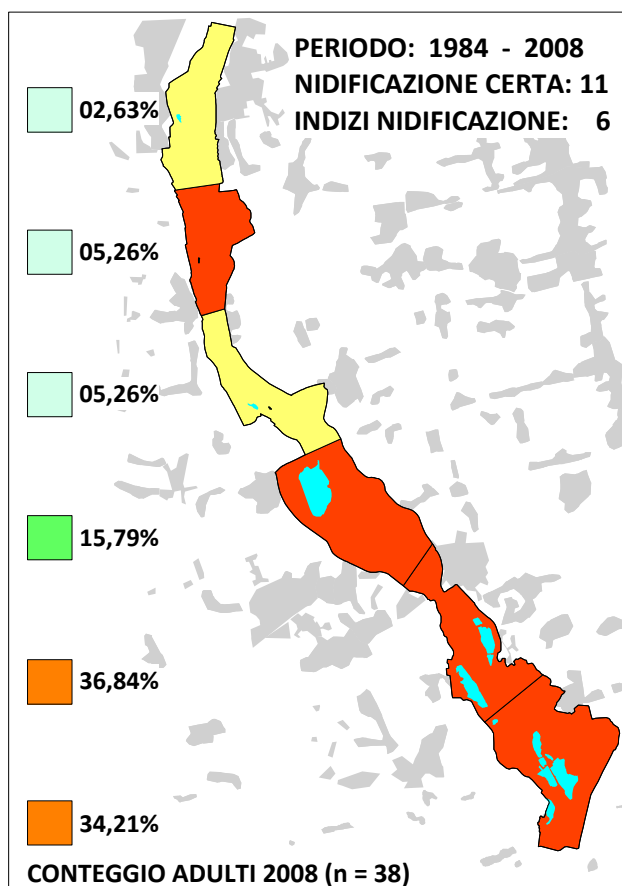 PERIODO: 1984 - 2008
NIDIFICAZIONE CERTA: 11
INDIZI NIDIFICAZIONE: 6
02,63%
05,26%
05,26%
15,79%
36,84%
34,21%
CONTEGGIO ADULTI 2008 (n = 38)